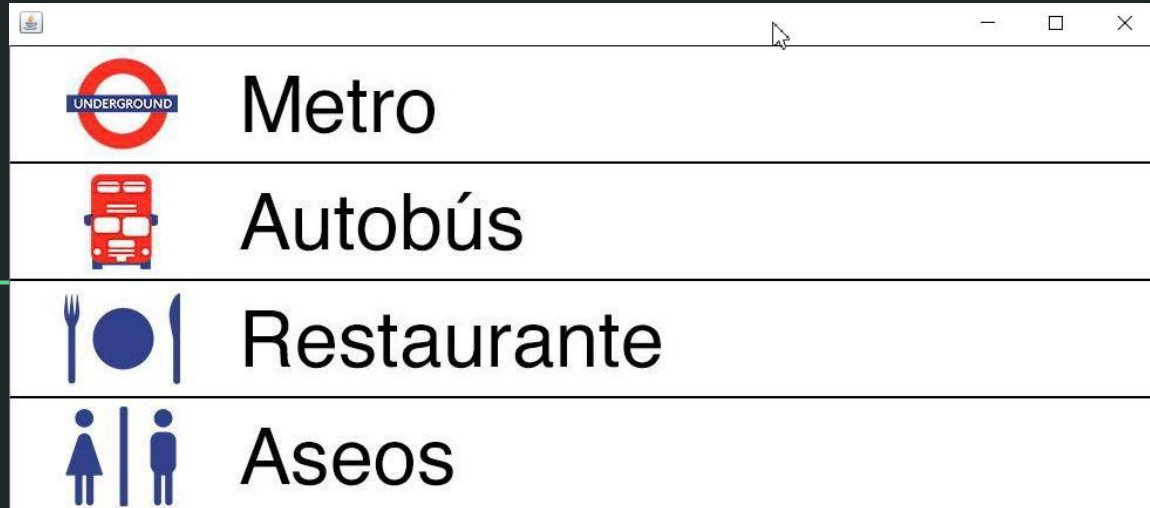 UNDERGROUND
Metro
Autobús
Restaurante
Aseos